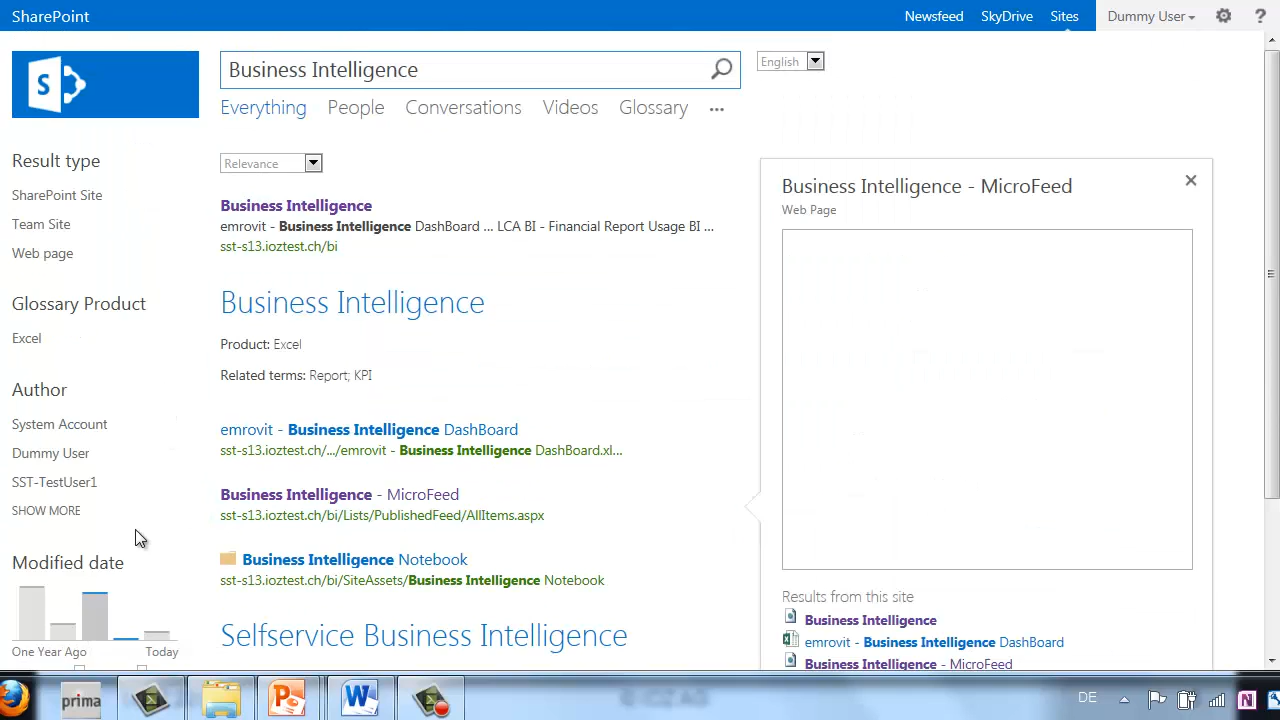 SharePoint
Newsfeed
SkyDrive
Sites
Dummy User
?
S
Business Intelligence
English
Everything
People
Conversations
Videos
Glossary
...
Result type
SharePoint Site
Team Site
Web page
Glossary Product
Excel
Author
System Account
Dummy User
SST-TestUser1
SHOW MORE
Modified date
One Year Ago
Today
Relevance
Business Intelligence
emrovit - Business Intelligence DashBoard ... LCA BI - Financial Report Usage BI ...
sst-s13.ioztest.ch/bi
Business Intelligence
Product: Excel
Related terms: Report; KPI
emrovit - Business Intelligence DashBoard
sst-s13.ioztest.ch/.../emrovit - Business Intelligence DashBoard.xl...
Business Intelligence - MicroFeed
sst-s13.ioztest.ch/bi/Lists/PublishedFeed/AllItems.aspx
Business Intelligence Notebook
sst-s13.ioztest.ch/bi/SiteAssets/Business Intelligence Notebook
Selfservice Business Intelligence
Business Intelligence - MicroFeed
Web Page
Results from this site
Business Intelligence
emrovit - Business Intelligence DashBoard
Business Intelligence - MicroFeed
prima
P
W
DE
N